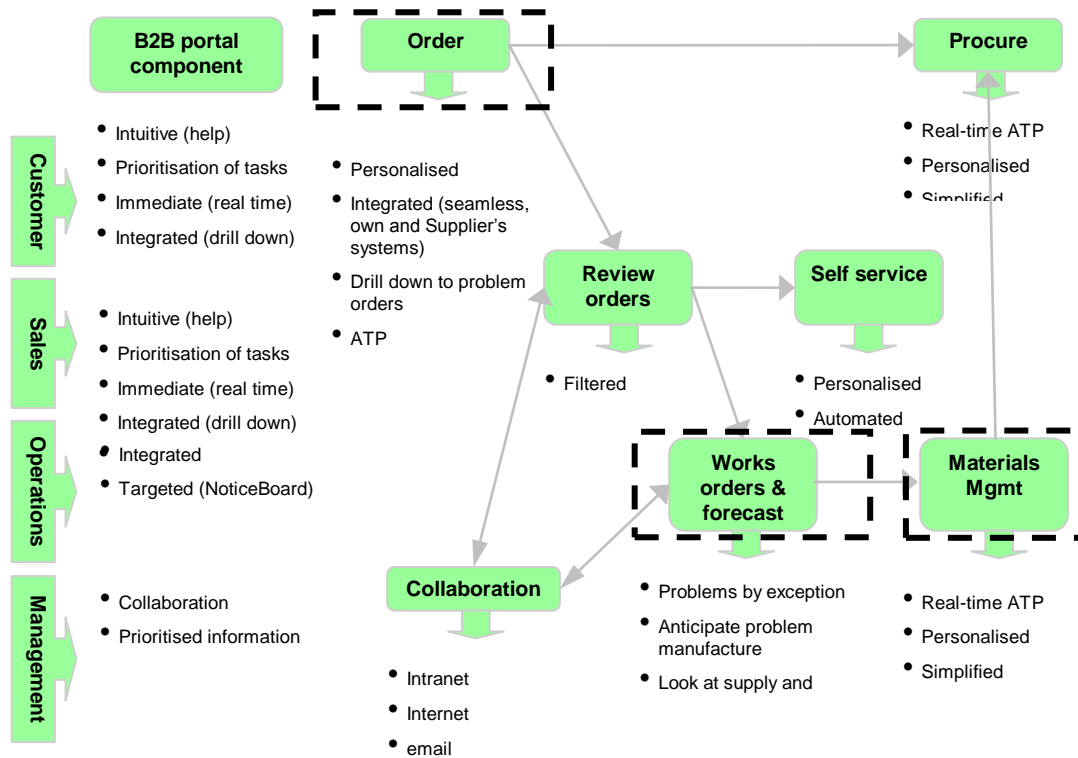 B2B portal
component
Order
Procure
Customer
• Intuitive (help)
• Prioritisation of tasks
• Immediate (real time)
• Integrated (drill down)
• Personalised
• Integrated (seamless,
own and Supplier's
systems)
• Drill down to problem
orders
• ATP
• Real-time ATP
• Personalised
• Simplified
Review
orders
Self service
Sales
• Intuitive (help)
• Prioritisation of tasks
• Immediate (real time)
• Integrated (drill down)
• Filtered
• Personalised
• Automated
Operations
• Integrated
• Targeted (NoticeBoard)
Works
orders &
forecast
Materials
Mgmt
Management
• Collaboration
• Prioritised information
Collaboration
• Intranet
• Internet
• email
• Problems by exception
• Anticipate problem
manufacture
• Look at supply and
• Real-time ATP
• Personalised
• Simplified